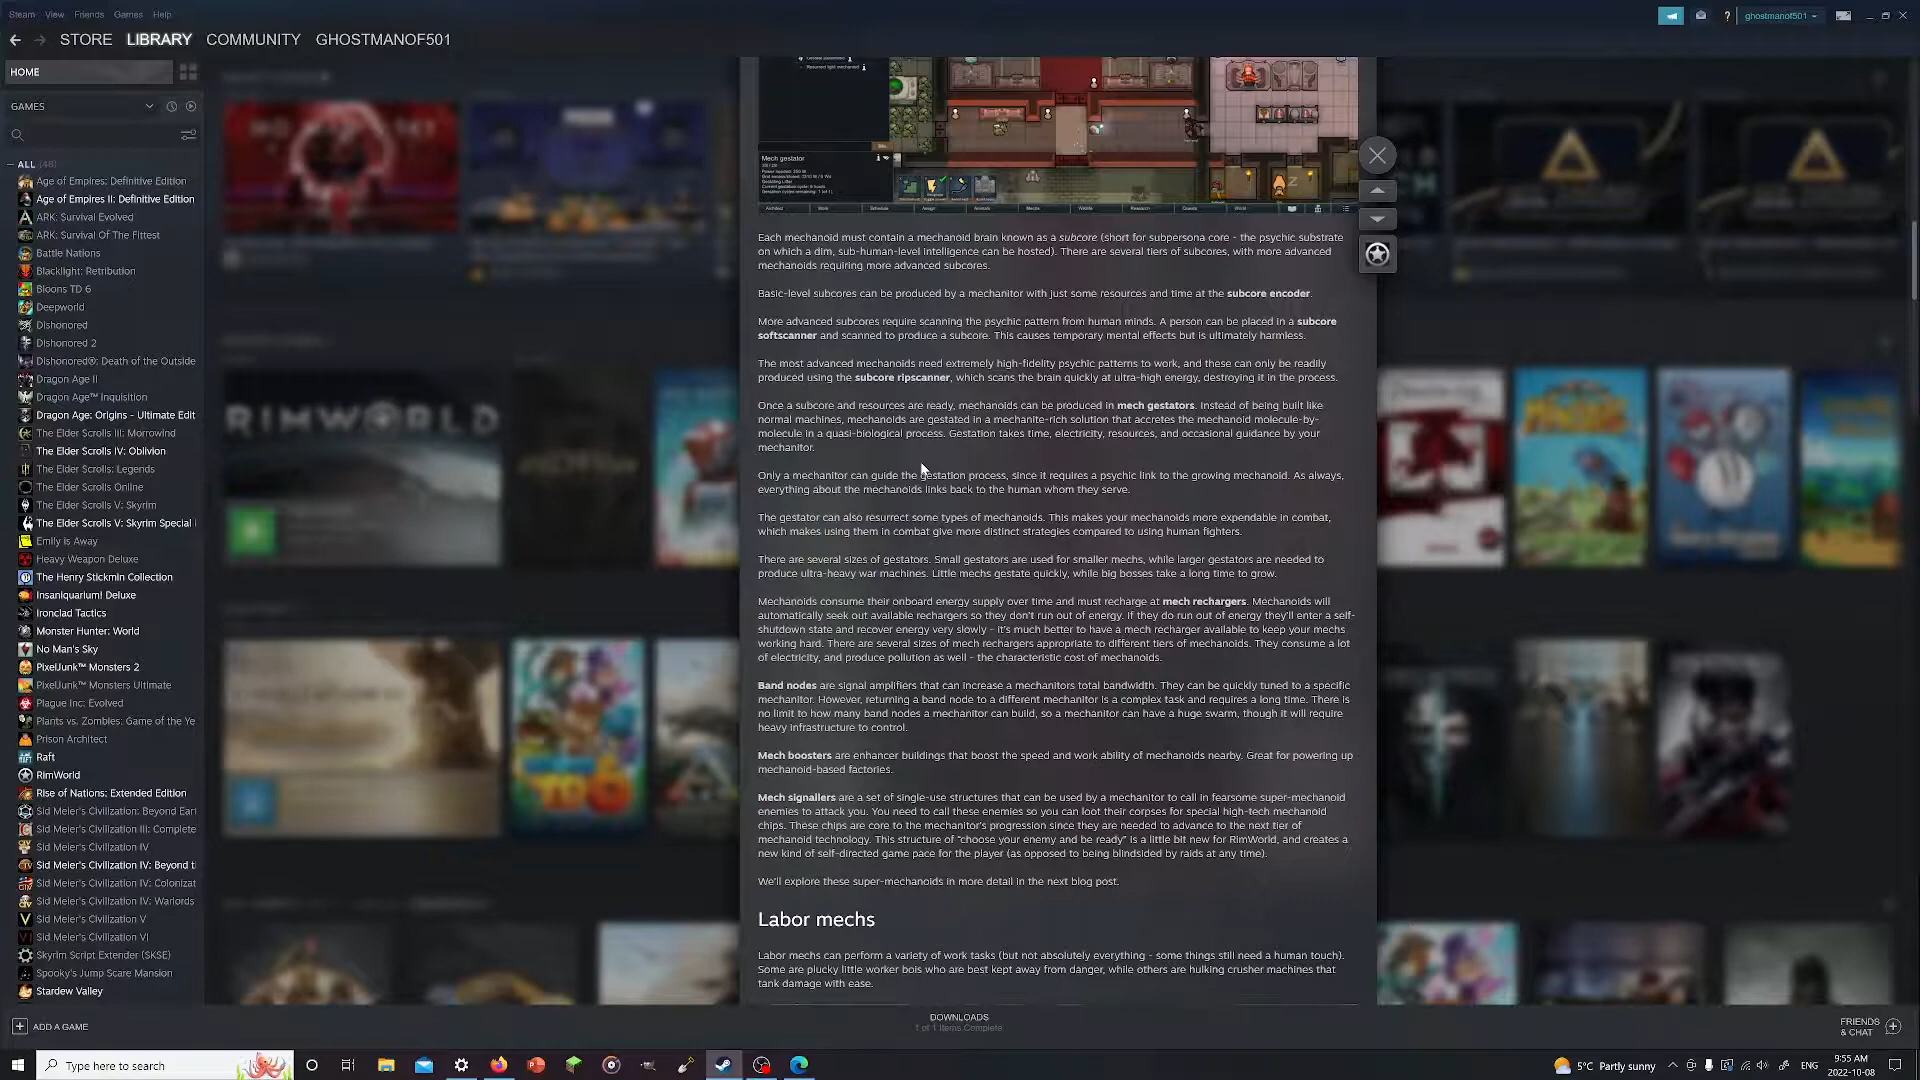 Steam View Friends Games Help
ghostmanof501
STORE LIBRARY COMMUNITY GHOSTMANOF501
HOME
GAMES
ALL (48)
Age of Empires: Definitive Edition
Age of Empires II: Definitive Edition
ARK: Survival Evolved
ARK: Survival Of The Fittest
Battle Nations
Blacklight: Retribution
Bloons TD 6
Deepworld
Dishonored
Dishonored 2
Dishonored®: Death of the Outside
Dragon Age II
Dragon Age™ Inquisition
Dragon Age: Origins - Ultimate Edit
The Elder Scrolls III: Morrowind
The Elder Scrolls IV: Oblivion
The Elder Scrolls: Legends
The Elder Scrolls Online
The Elder Scrolls V: Skyrim
The Elder Scrolls V: Skyrim Special
Emily is Away
Heavy Weapon Deluxe
The Henry Stickmin Collection
Insaniquarium! Deluxe
Ironclad Tactics
Monster Hunter: World
No Man's Sky
PixelJunk™ Monsters 2
PixelJunk™ Monsters Ultimate
Plague Inc: Evolved
Plants vs. Zombies: Game of the Ye
Prison Architect
Raft
RimWorld
Rise of Nations: Extended Edition
Sid Meier's Civilization: Beyond Eart
Sid Meier's Civilization III: Complete
Sid Meier's Civilization IV
Sid Meier's Civilization IV: Beyond t
Sid Meier's Civilization IV: Colonizat
Sid Meier's Civilization IV: Warlords
Sid Meier's Civilization V
Sid Meier's Civilization VI
Skyrim Script Extender (SKSE)
Spooky's Jump Scare Mansion
Stardew Valley
ADD A GAME
RIMWORLD
Mech gestator
Architect Work Schedule Assign Animals Mechs Wildlife Research Quests World
Each mechanoid must contain a mechanoid brain known as a subcore (short for subpersona core - the psychic substrate
on which a dim, sub-human-level intelligence can be hosted). There are several tiers of subcores, with more advanced
mechanoids requiring more advanced subcores.
Basic-level subcores can be produced by a mechanitor with just some resources and time at the subcore encoder.
More advanced subcores require scanning the psychic pattern from human minds. A person can be placed in a subcore
softscanner and scanned to produce a subcore. This causes temporary mental effects but is ultimately harmless.
The most advanced mechanoids need extremely high-fidelity psychic patterns to work, and these can only be readily
produced using the subcore ripscanner, which scans the brain quickly at ultra-high energy, destroying it in the process.
Once a subcore and resources are ready, mechanoids can be produced in mech gestators. Instead of being built like
normal machines, mechanoids are gestated in a mechanite-rich solution that accretes the mechanoid molecule-by-
molecule in a quasi-biological process. Gestation takes time, electricity, resources, and occasional guidance by your
mechanitor.
Only a mechanitor can guide the gestation process, since it requires a psychic link to the growing mechanoid. As always,
everything about the mechanoids links back to the human whom they serve.
The gestator can also resurrect some types of mechanoids. This makes your mechanoids more expendable in combat,
which makes using them in combat give more distinct strategies compared to using human fighters.
There are several sizes of gestators. Small gestators are used for smaller mechs, while larger gestators are needed to
produce ultra-heavy war machines. Little mechs gestate quickly, while big bosses take a long time to grow.
Mechanoids consume their onboard energy supply over time and must recharge at mech rechargers. Mechanoids will
automatically seek out available rechargers so they don't run out of energy. If they do run out of energy they'll enter a self-
shutdown state and recover energy very slowly - it's much better to have a mech recharger available to keep your mechs
working hard. There are several sizes of mech rechargers appropriate to different tiers of mechanoids. They consume a lot
of electricity, and produce pollution as well - the characteristic cost of mechanoids.
Band nodes are signal amplifiers that can increase a mechanitors total bandwidth. They can be quickly tuned to a specific
mechanitor. However, returning a band node to a different mechanitor is a complex task and requires a long time. There is
no limit to how many band nodes a mechanitor can build, so a mechanitor can have a huge swarm, though it will require
heavy infrastructure to control.
Mech boosters are enhancer buildings that boost the speed and work ability of mechanoids nearby. Great for powering up
mechanoid-based factories.
Mech signallers are a set of single-use structures that can be used by a mechanitor to call in fearsome super-mechanoid
enemies to attack you. You need to call these enemies so you can loot their corpses for special high-tech mechanoid
chips. These chips are core to the mechanitor's progression since they are needed to advance to the next tier of
mechanoid technology. This structure of "choose your enemy and be ready" is a little bit new for RimWorld, and creates a
new kind of self-directed game pace for the player (as opposed to being blindsided by raids at any time).
We'll explore these super-mechanoids in more detail in the next blog post.
Labor mechs
Labor mechs can perform a variety of work tasks (but not absolutely everything - some things still need a human touch).
Some are plucky little worker bois who are best kept away from danger, while others are hulking crusher machines that
tank damage with ease.
DOWNLOADS
1 of 1 Items Complete
FRIENDS
& CHAT
Type here to search
5°C Partly sunny
ENG
9:55 AM
2022-10-08